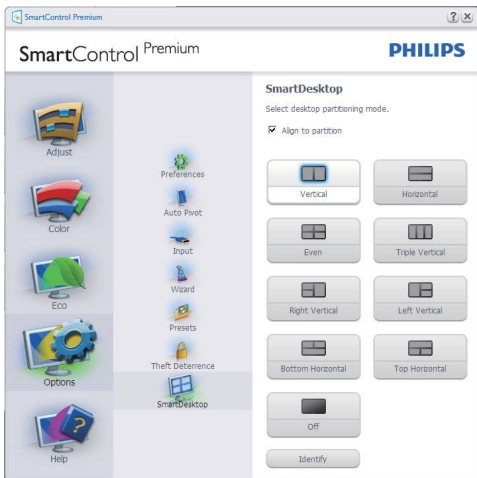 SmartControl Premium
SmartControl Premium
PHILIPS
Adjust
Color
Eco
Options
Help
Preferences
Auto Pivot
Input
Wizard
Presets
Theft Deterrence
SmartDesktop
SmartDesktop
Select desktop partitioning mode.
Align to partition
Vertical
Horizontal
Even
Triple Vertical
Right Vertical
Left Vertical
Bottom Horizontal
Top Horizontal
Off
Identify